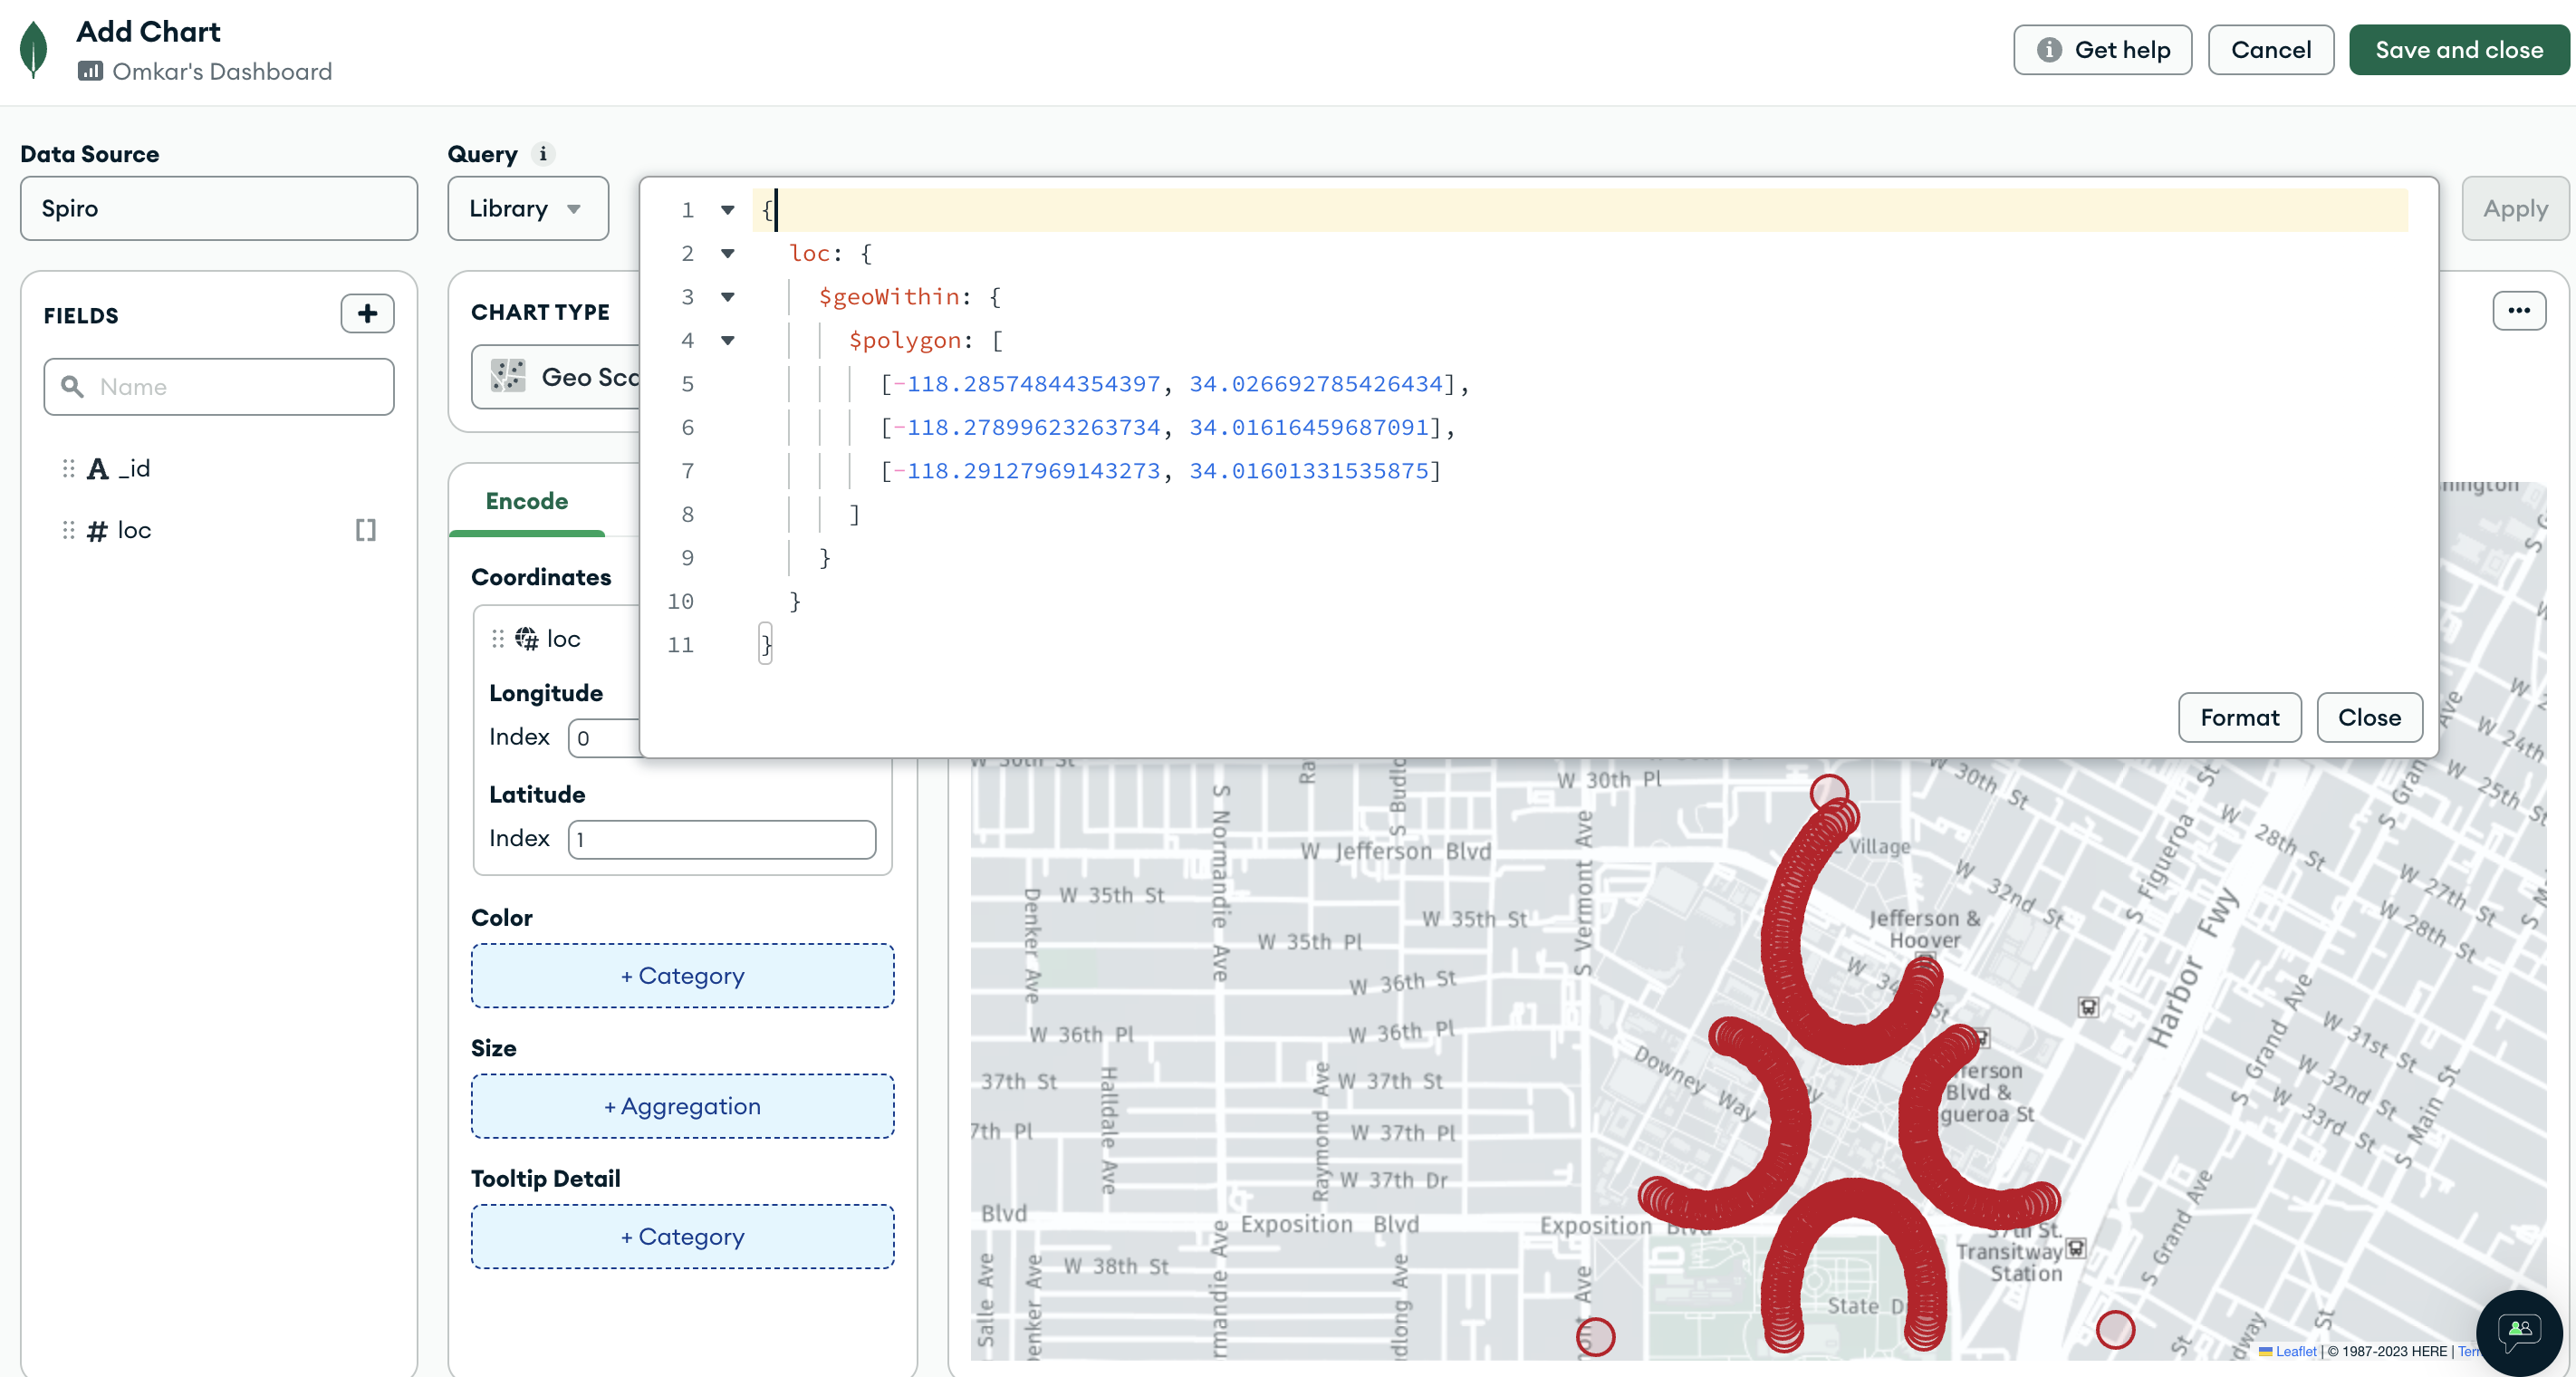 Add Chart
Omkar's Dashboard
Get help
Cancel
Save and close
Data Source
Query
Spiro
Library
Apply
1 {
2 loc: {
3 $geoWithin: {
4 $polygon: [
5 [-118.28574844354397, 34.026692785426434],
6 [-118.27899623263734, 34.01616459687091],
7 [-118.29127969143273, 34.01601331535875]
8 ]
9 }
10 }
11 }
Format
Close
FIELDS
Name
_id
loc
[]
CHART TYPE
Geo Sca
Encode
Coordinates
loc
Longitude
Index 0
Latitude
Index 1
Color
+ Category
Size
+ Aggregation
Tooltip Detail
+ Category
W 30th Pl
W 30th St
W Jefferson Blvd
Village
W 35th St
W 35th St
W 35th Pl
W 36th St
W 36th Pl
W 36th Pl
37th St
W 37th St
7th Pl
W 37th Pl
W 37th Dr
Blvd
Exposition Blvd
Exposition Blvd
W 38th St
Denker Ave
S Normandie Ave
S Vermont Ave
Halldale Ave
Raymond Ave
Downey Way
Jefferson &
Hoover
W 32nd St
Blvd &
gueroa St
37th St.
Transitway
Station
State D
S Figueroa St
Harbor Fwy
S Grand Ave
S Grand Ave
S Main St
W 24th
W 25th St
W 27th St
W 28th St
W 28th St
W 31st St
W 32nd St
W 33rd St
Leaflet | © 1987-2023 HERE | Ter